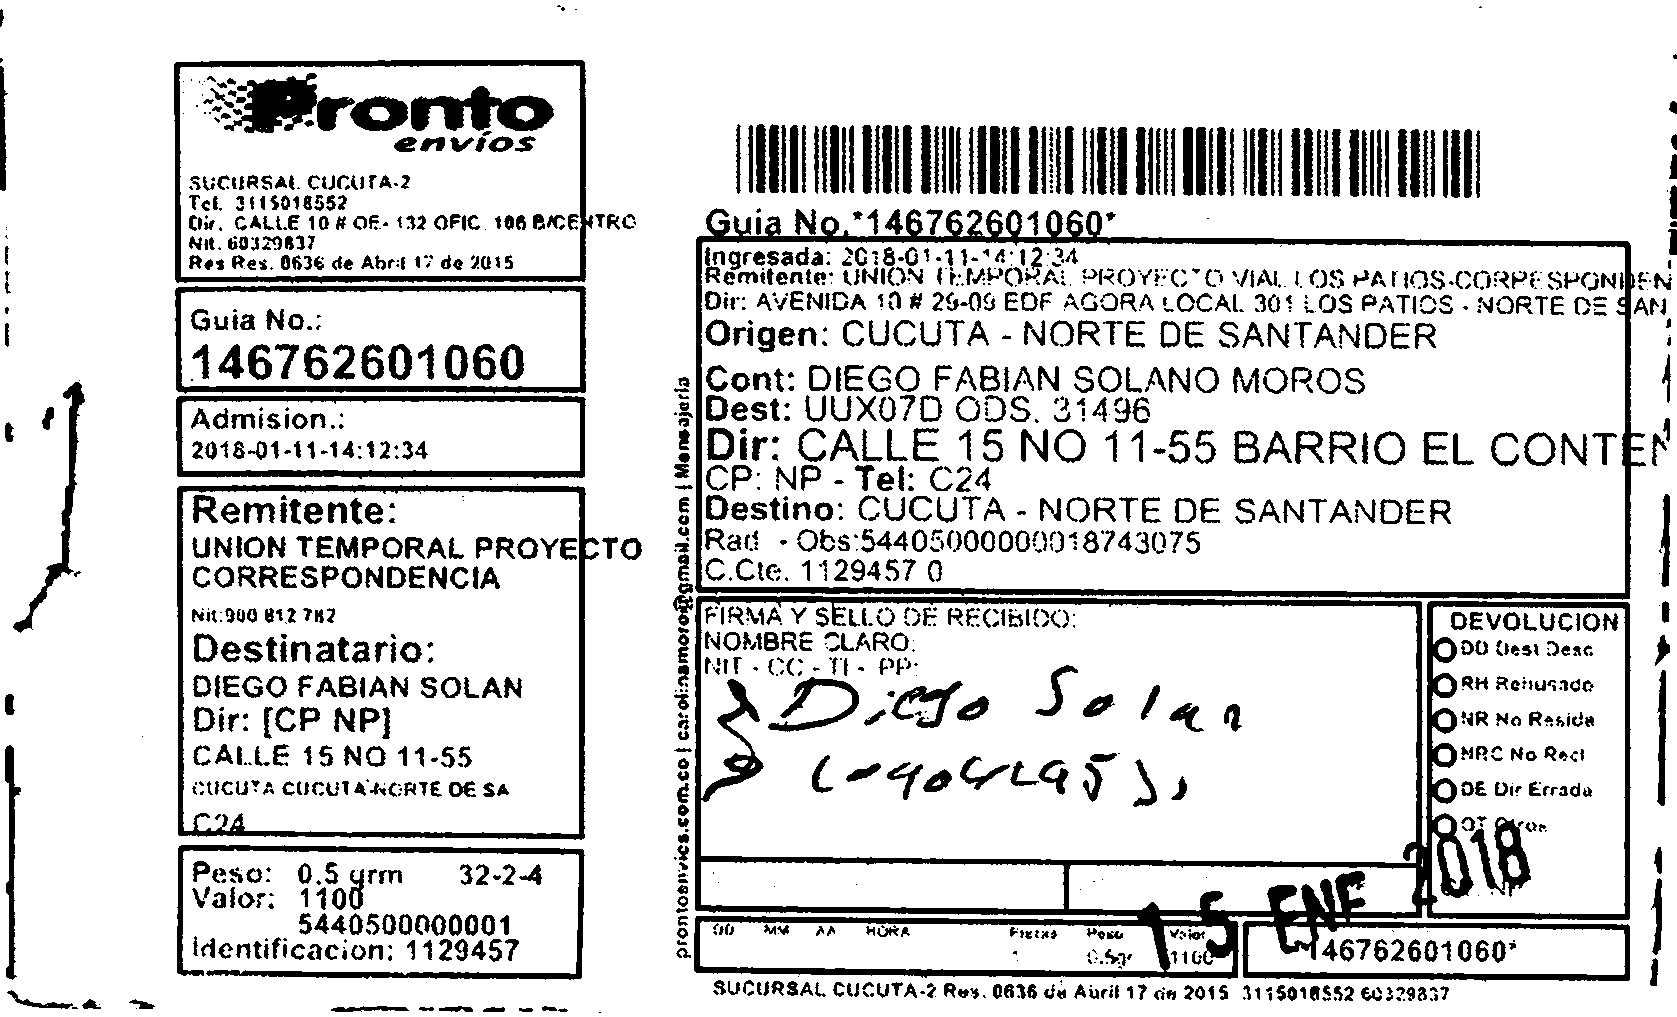 Pronto
envíos
SUCURSAL CUCUTA-2
Tel. 3115018552
Dir. CALLE 10 # OE- 132 OFIC. 106 B/CENTRO
Nit. 60329837
Res Res. 0636 de Abril 17 de 2015
Guia No.:
146762601060
Admision.:
2018-01-11-14:12:34
Remitente:
UNION TEMPORAL PROYECTO
CORRESPONDENCIA
Nit:900 812 782
Destinatario:
DIEGO FABIAN SOLAN
Dir: [CP NP]
CALLE 15 NO 11-55
CUCUTA CUCUTA-NORTE DE SA
C24
Peso: 0.5 grm 32-2-4
Valor: 1100
5440500000001
Identificacion: 1129457
prontoenvios.com.co | carolinamoros@gmail.com | Mensajeria
Guia No.*146762601060*
Ingresada: 2018-01-11-14:12:34
Remitente: UNION TEMPORAL PROYECTO VIAL LOS PATIOS-CORRESPONDEN
Dir: AVENIDA 10 # 29-09 EDF AGORA LOCAL 301 LOS PATIOS - NORTE DE SAN
Origen: CUCUTA - NORTE DE SANTANDER
Cont: DIEGO FABIAN SOLANO MOROS
Dest: UUX07D ODS. 31496
Dir: CALLE 15 NO 11-55 BARRIO EL CONTEN
CP: NP - Tel: C24
Destino: CUCUTA - NORTE DE SANTANDER
Rad - Obs:544050000000018743075
C.Cte. 1129457 0
FIRMA Y SELLO DE RECIBIDO:
NOMBRE CLARO:
NIT - CC - TI - PP:
Diego Solan
DEVOLUCION
DD Dest Desc
RH Rehusado
NR No Reside
NRC No Recl
DE Dir Errada
OT Otros
15 ENE 2018
DD MM AA HORA Piezas Peso Valor
1 0.5gr 1100
146762601060*
SUCURSAL CUCUTA-2 Res. 0636 de Abril 17 de 2015 3115018552 60329837